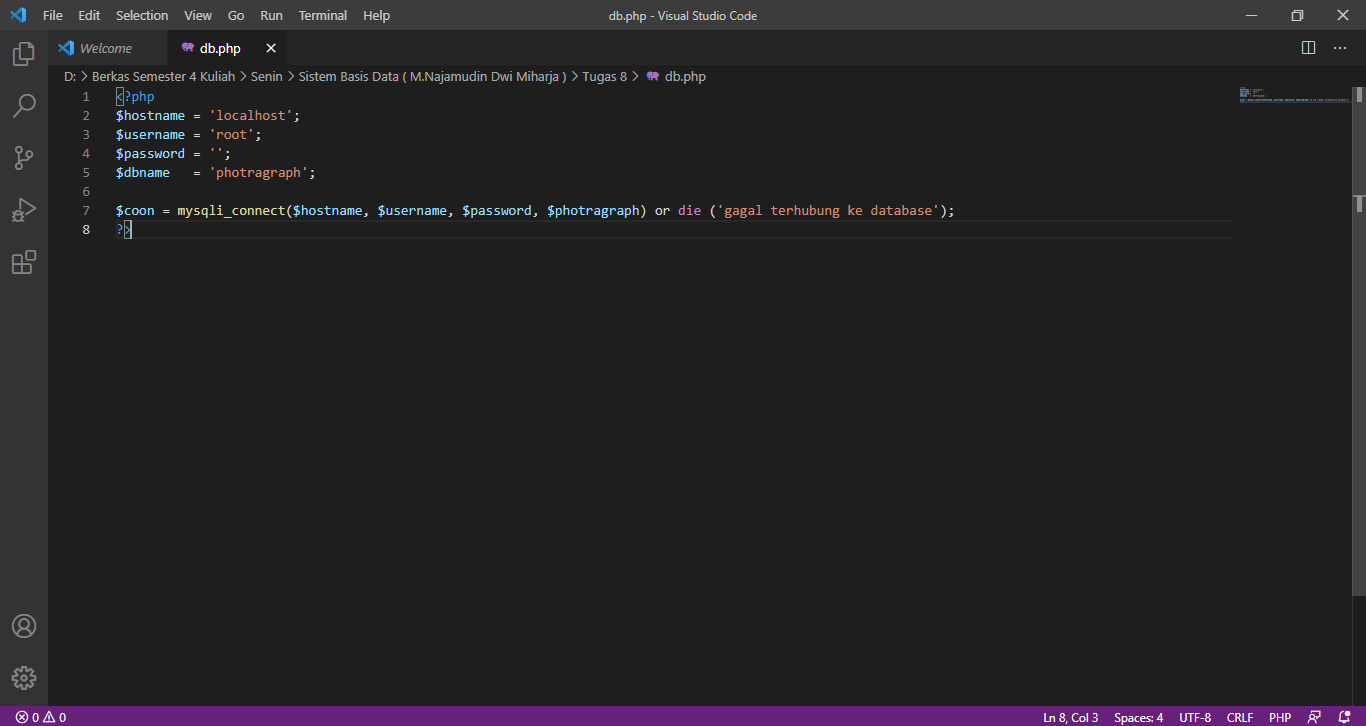 File Edit Selection View Go Run Terminal Help db.php - Visual Studio Code
Welcome db.php
D: > Berkas Semester 4 Kuliah > Senin > Sistem Basis Data ( M.Najamudin Dwi Miharja ) > Tugas 8 > db.php
1 <?php
2 $hostname = 'localhost';
3 $username = 'root';
4 $password = '';
5 $dbname   = 'photragraph';
6
7 $coon = mysqli_connect($hostname, $username, $password, $photragraph) or die ('gagal terhubung ke database');
8 ?>
0 0 Ln 8, Col 3 Spaces: 4 UTF-8 CRLF PHP